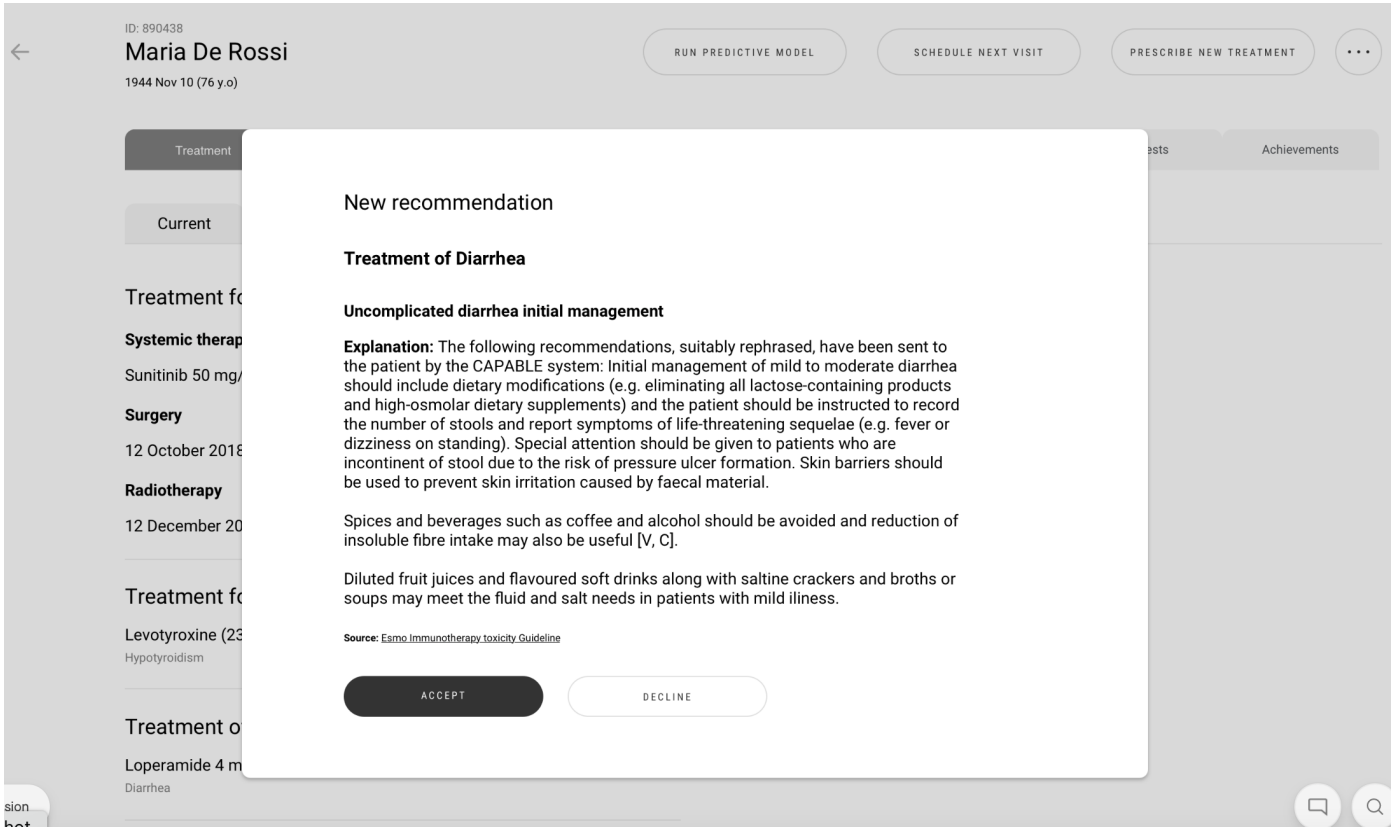 ID: 890438
Maria De Rossi
1944 Nov 10 (76 y.o)
RUN PREDICTIVE MODEL
SCHEDULE NEXT VISIT
PRESCRIBE NEW TREATMENT
Treatment
ests
Achievements
Current
New recommendation
Treatment of Diarrhea
Uncomplicated diarrhea initial management
Explanation: The following recommendations, suitably rephrased, have been sent to
the patient by the CAPABLE system: Initial management of mild to moderate diarrhea
should include dietary modifications (e.g. eliminating all lactose-containing products
and high-osmolar dietary supplements) and the patient should be instructed to record
the number of stools and report symptoms of life-threatening sequelae (e.g. fever or
dizziness on standing). Special attention should be given to patients who are
incontinent of stool due to the risk of pressure ulcer formation. Skin barriers should
be used to prevent skin irritation caused by faecal material.
Spices and beverages such as coffee and alcohol should be avoided and reduction of
insoluble fibre intake may also be useful [V, C].
Diluted fruit juices and flavoured soft drinks along with saltine crackers and broths or
soups may meet the fluid and salt needs in patients with mild iliness.
Source: Esmo Immunotherapy toxicity Guideline
ACCEPT
DECLINE
Treatment fo
Systemic therap
Sunitinib 50 mg/
Surgery
12 October 2018
Radiotherapy
12 December 20
Treatment fo
Levotyroxine (23
Hypotyroidism
Treatment o
Loperamide 4 m
Diarrhea
sion